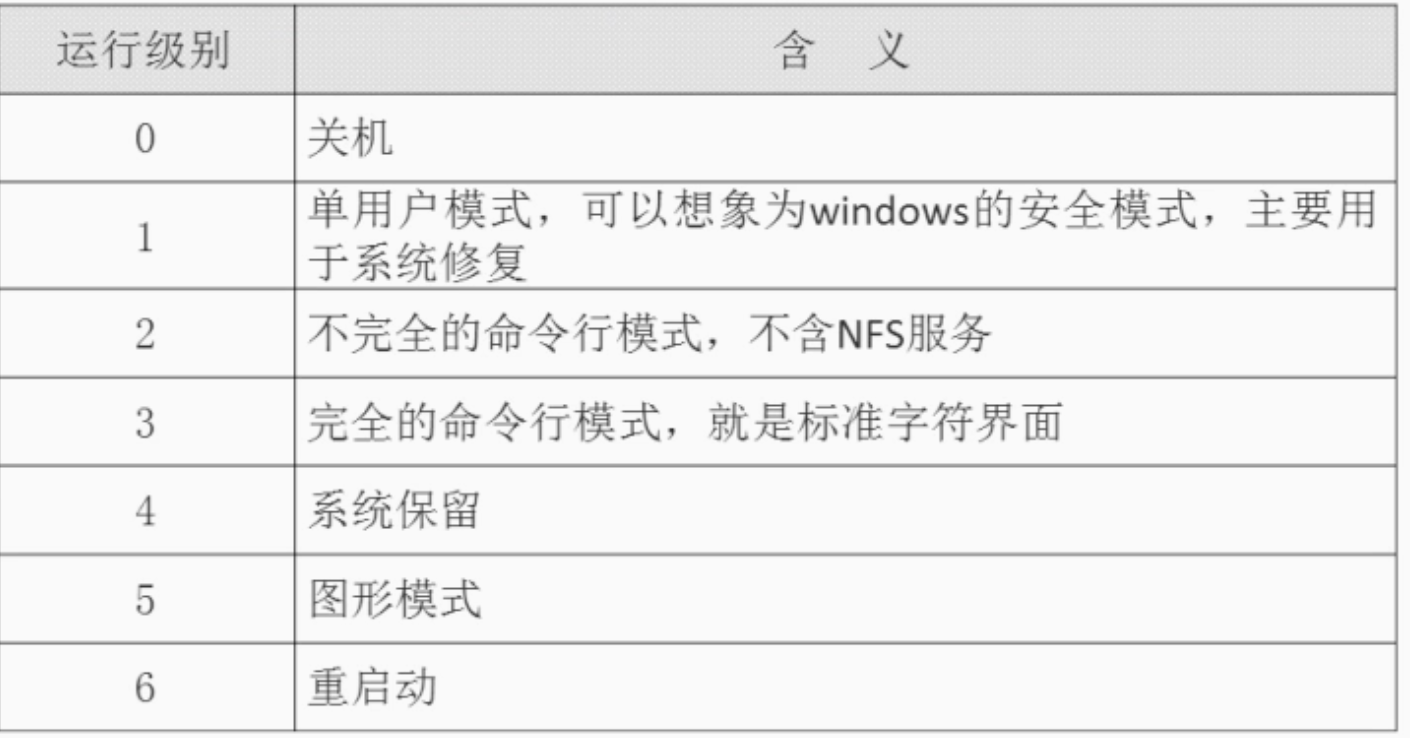 运行级别 含 义
0 关机
1 单用户模式，可以想象为windows的安全模式，主要用
于系统修复
2 不完全的命令行模式，不含NFS服务
3 完全的命令行模式，就是标准字符界面
4 系统保留
5 图形模式
6 重启动